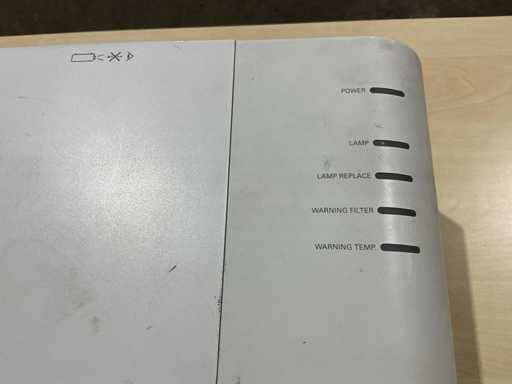 POWER
LAMP
LAMP REPLACE
WARNING FILTER
WARNING TEMP.